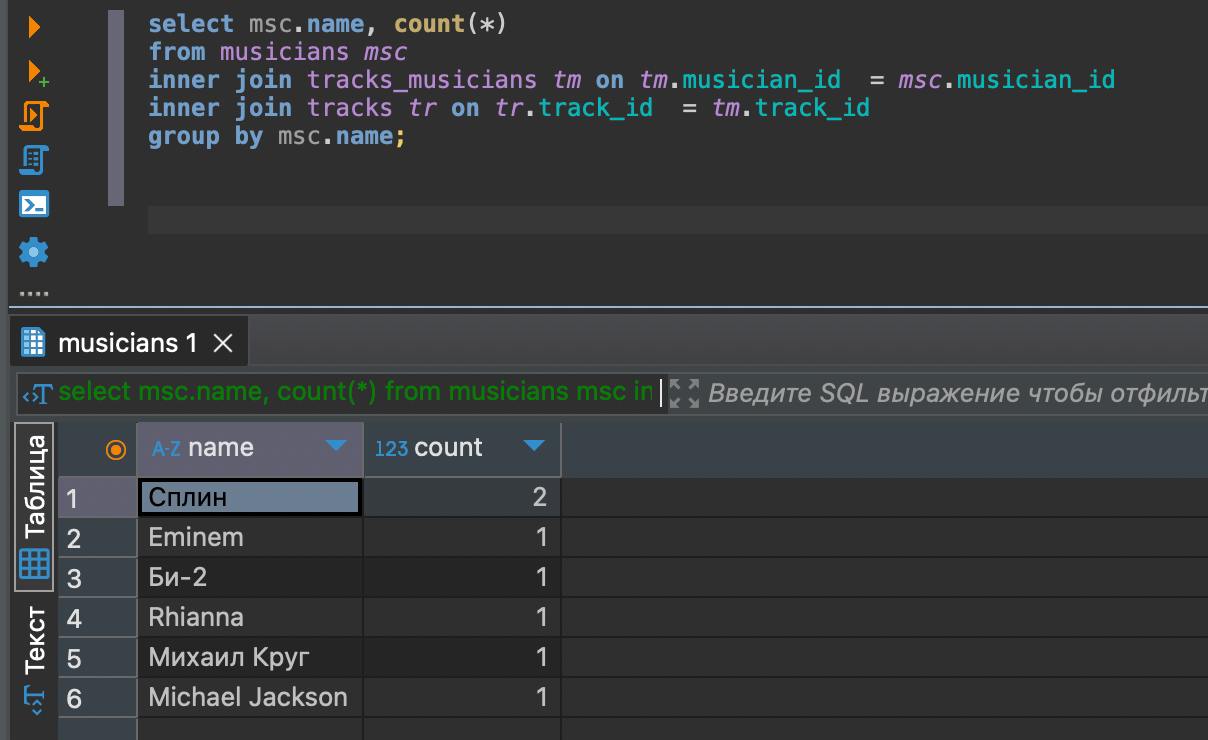 select msc.name, count(*)
from musicians msc
inner join tracks_musicians tm on tm.musician_id  = msc.musician_id
inner join tracks tr on tr.track_id  = tm.track_id
group by msc.name;
musicians 1
select msc.name, count(*) from musicians msc in
Введите SQL выражение чтобы отфильт
Таблица
Текст
A-Z name 123 count
1 Сплин 2
2 Eminem 1
3 Би-2 1
4 Rhianna 1
5 Михаил Круг 1
6 Michael Jackson 1